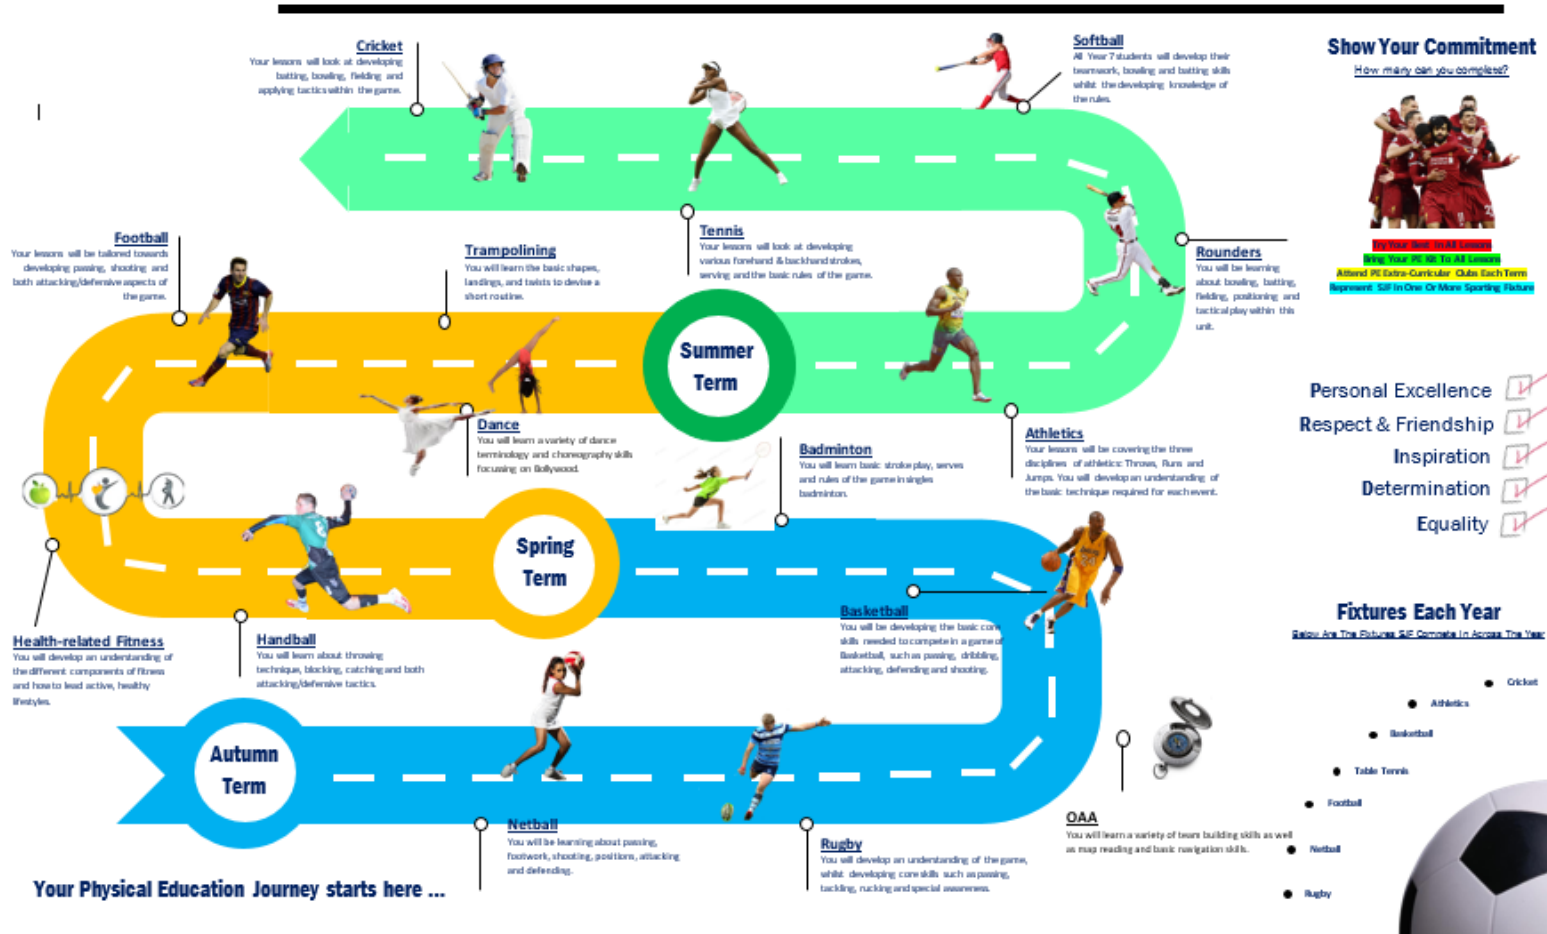 Cricket
Your lessons will look at developing
batting, bowling, fielding and
applying tactics within the game.
Softball
All Year 7 students will develop their
teamwork, bowling and batting skills
whilst the developing knowledge of
the rules.
Show Your Commitment
How many can you complete?
Try Your Best In All Lessons
Bring Your PE Kit To All Lessons
Attend PE Extra-Curricular Clubs Each Term
Represent SJF In One Or More Sporting Fixture
Football
Your lessons will be tailored towards
developing passing, shooting and
both attacking/defensive aspects of
the game.
Trampolining
You will learn the basic shapes,
landings, and twists to devise a
short routine.
Tennis
Your lessons will look at developing
various forehand & backhand strokes,
serving and the basic rules of the game.
Rounders
You will be learning
about bowling, batting,
fielding, positioning and
tactical play within this
unit.
Summer
Term
Personal Excellence
Respect & Friendship
Inspiration
Determination
Equality
Dance
You will learn a variety of dance
terminology and choreography skills
focussing on Bollywood.
Badminton
You will learn basic stroke play, serves
and rules of the game in singles
badminton.
Athletics
Your lessons will be covering the three
disciplines of athletics: Throws, Runs and
Jumps. You will develop an understanding of
the basic technique required for each event.
Spring
Term
Health-related Fitness
You will develop an understanding of
the different components of fitness
and how to lead active, healthy
lifestyles.
Handball
You will learn about throwing
technique, blocking, catching and both
attacking/defensive tactics.
Basketball
You will be developing the basic core
skills needed to compete in a game of
Basketball, such as passing, dribbling,
attacking, defending and shooting.
Fixtures Each Year
Below Are The Fixtures SJF Compete In Across The Year
Cricket
Athletics
Basketball
Table Tennis
Football
Netball
Rugby
Autumn
Term
Netball
You will be learning about passing,
footwork, shooting, positions, attacking
and defending.
Rugby
You will develop an understanding of the game,
whilst developing core skills such as passing,
tackling, rucking and special awareness.
OAA
You will learn a variety of team building skills as well
as map reading and basic navigation skills.
Your Physical Education Journey starts here ...